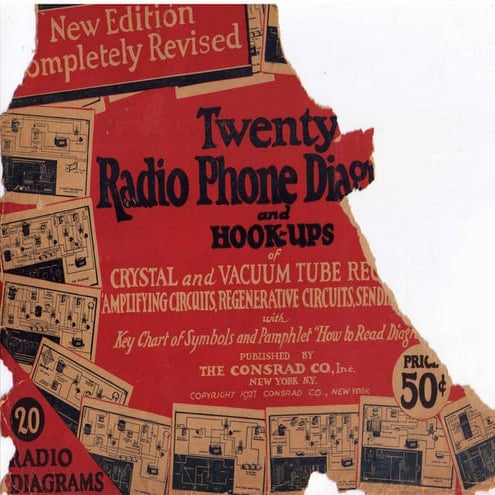 New Edition
ompletely Revised
Twenty
Radio Phone Diag
and
HOOK-UPS
of
CRYSTAL and VACUUM TUBE REC
AMPLIFYING CIRCUITS, REGENERATIVE CIRCUITS, SENDI
with
Key Chart of Symbols and Pamphlet "How to Read Diagr
PUBLISHED BY
THE CONSRAD CO., Inc.
NEW YORK N.Y.
COPYRIGHT 1927 CONSRAD CO., NEW YORK
PRIC
50¢
20
RADIO
DIAGRAMS